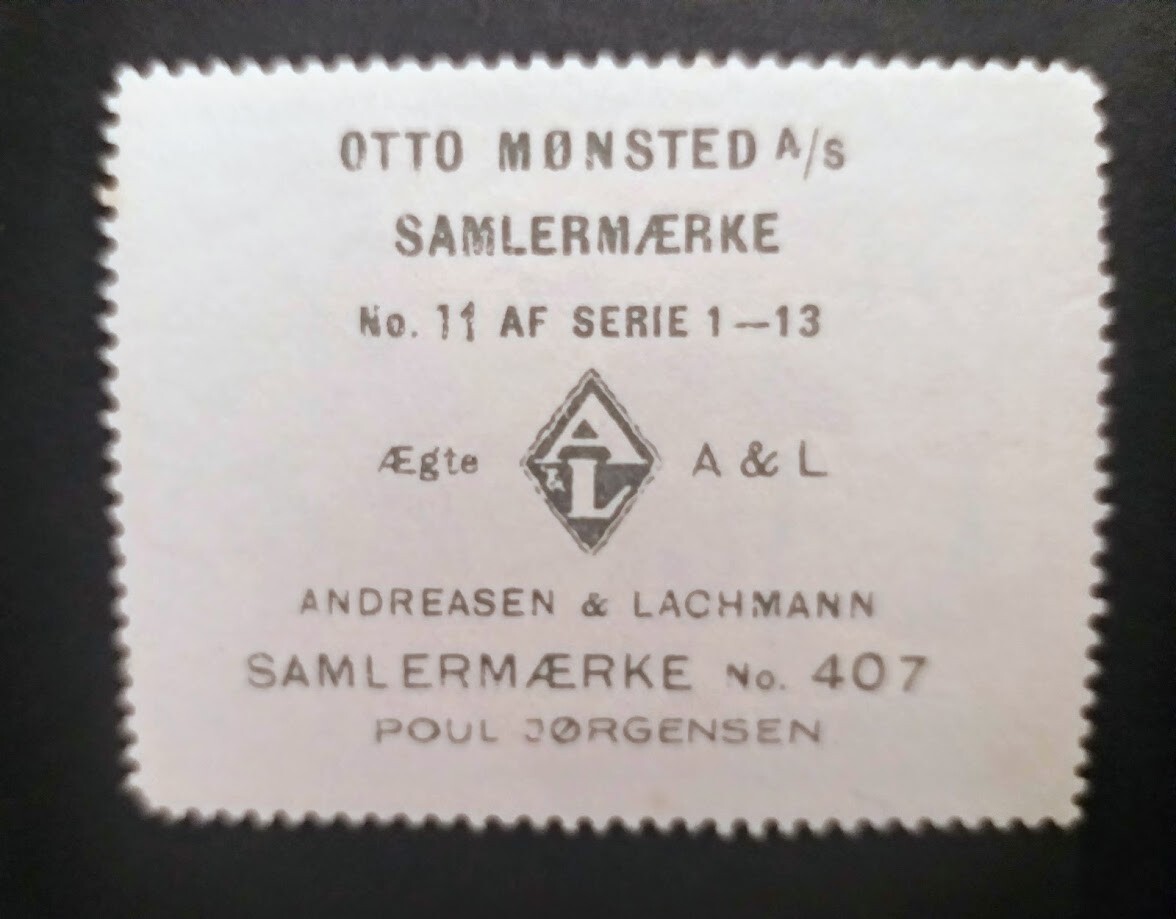 OTTO MØNSTED A/S
SAMLERMÆRKE
No. 11 AF SERIE 1–13
Ægte A & L A & L
ANDREASEN & LACHMANN
SAMLERMÆRKE No. 407
POUL JØRGENSEN